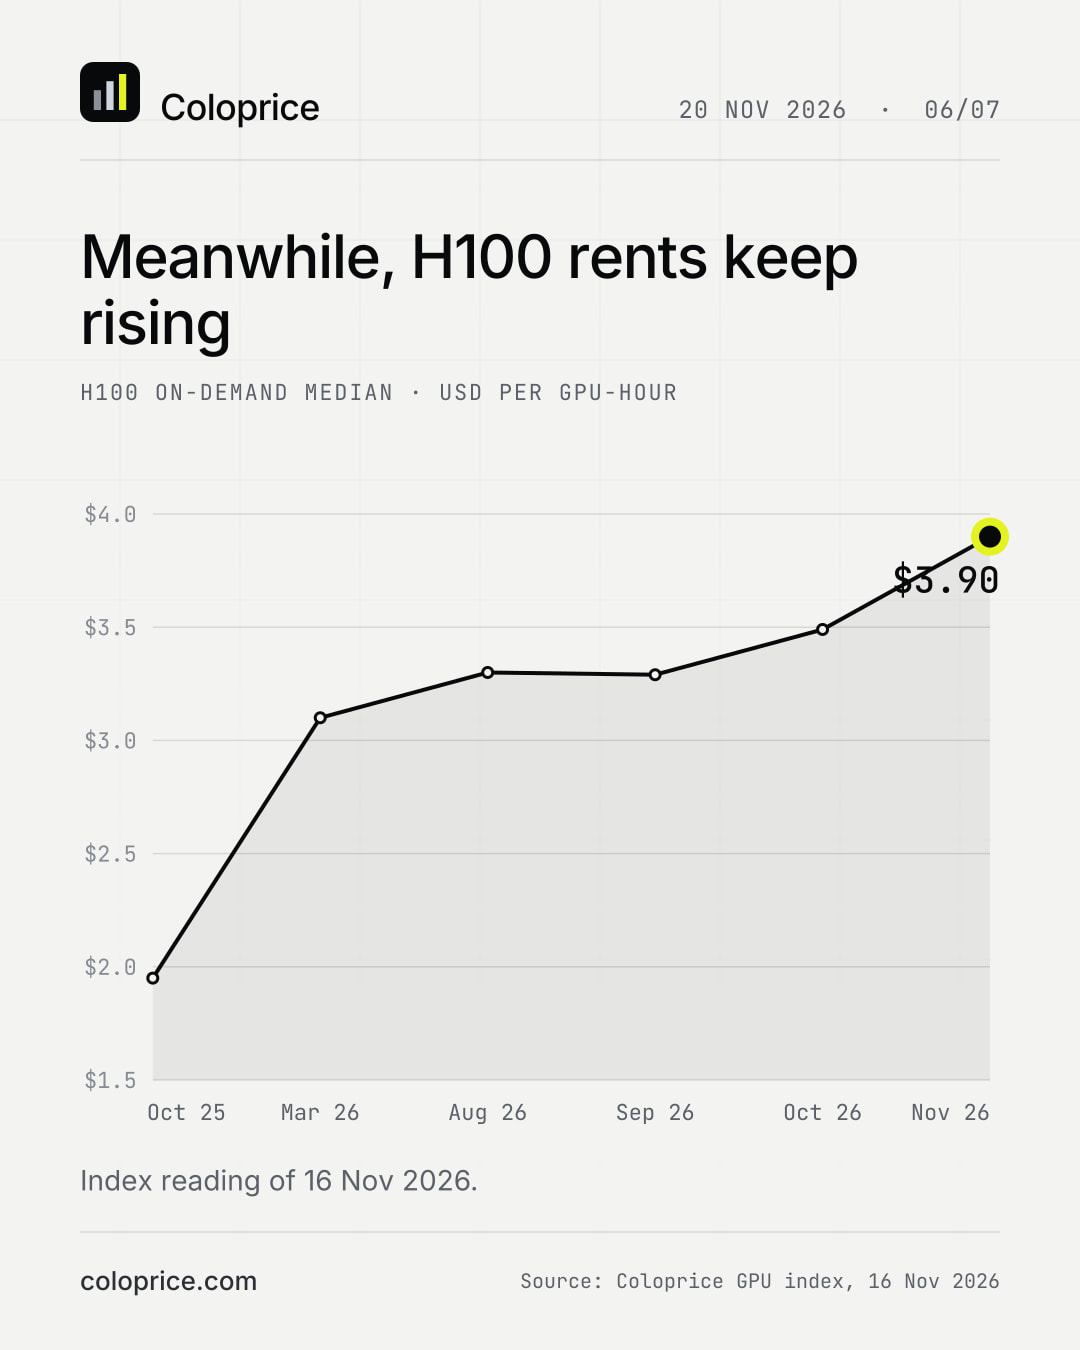 Coloprice
20 NOV 2026 · 06/07
Meanwhile, H100 rents keep
rising
H100 ON-DEMAND MEDIAN · USD PER GPU-HOUR
$4.0
$3.90
$3.5
$3.0
$2.5
$2.0
$1.5
Oct 25 Mar 26 Aug 26 Sep 26 Oct 26 Nov 26
Index reading of 16 Nov 2026.
coloprice.com
Source: Coloprice GPU index, 16 Nov 2026